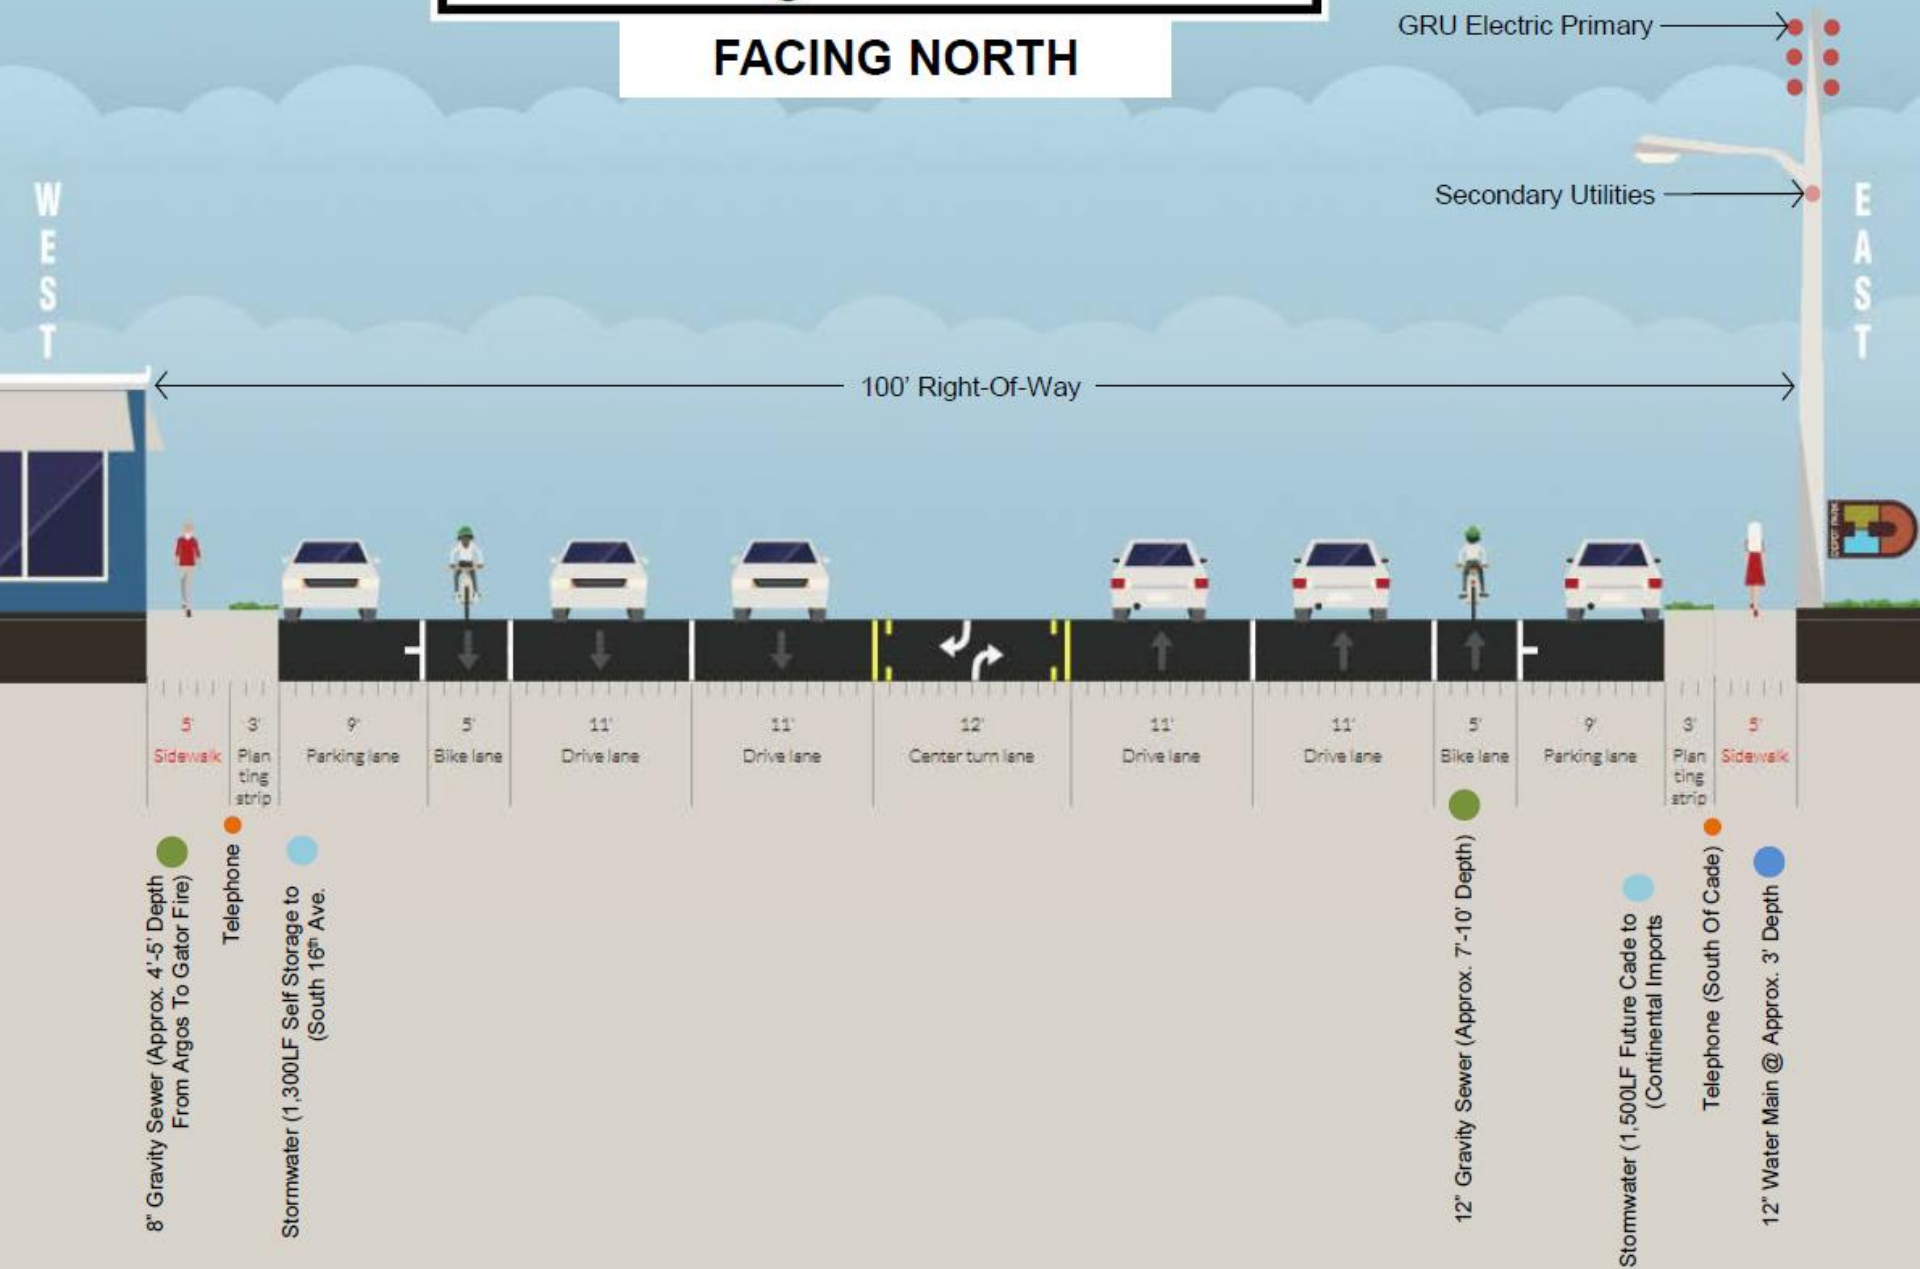 FACING NORTH
GRU Electric Primary
Secondary Utilities
WEST
EAST
100' Right-Of-Way
DEPOT PARK
5'
Sidewalk
3'
Plan
ting
strip
9'
Parking lane
5'
Bike lane
11'
Drive lane
11'
Drive lane
12'
Center turn lane
11'
Drive lane
11'
Drive lane
5'
Bike lane
9'
Parking lane
3'
Plan
ting
strip
5'
Sidewalk
8" Gravity Sewer (Approx. 4'-5' Depth
From Argos To Gator Fire)
Telephone
Stormwater (1,300LF Self Storage to
(South 16th Ave.
12" Gravity Sewer (Approx. 7'-10' Depth)
Stormwater (1,500LF Future Cade to
(Continental Imports
Telephone (South Of Cade)
12" Water Main @ Approx. 3' Depth